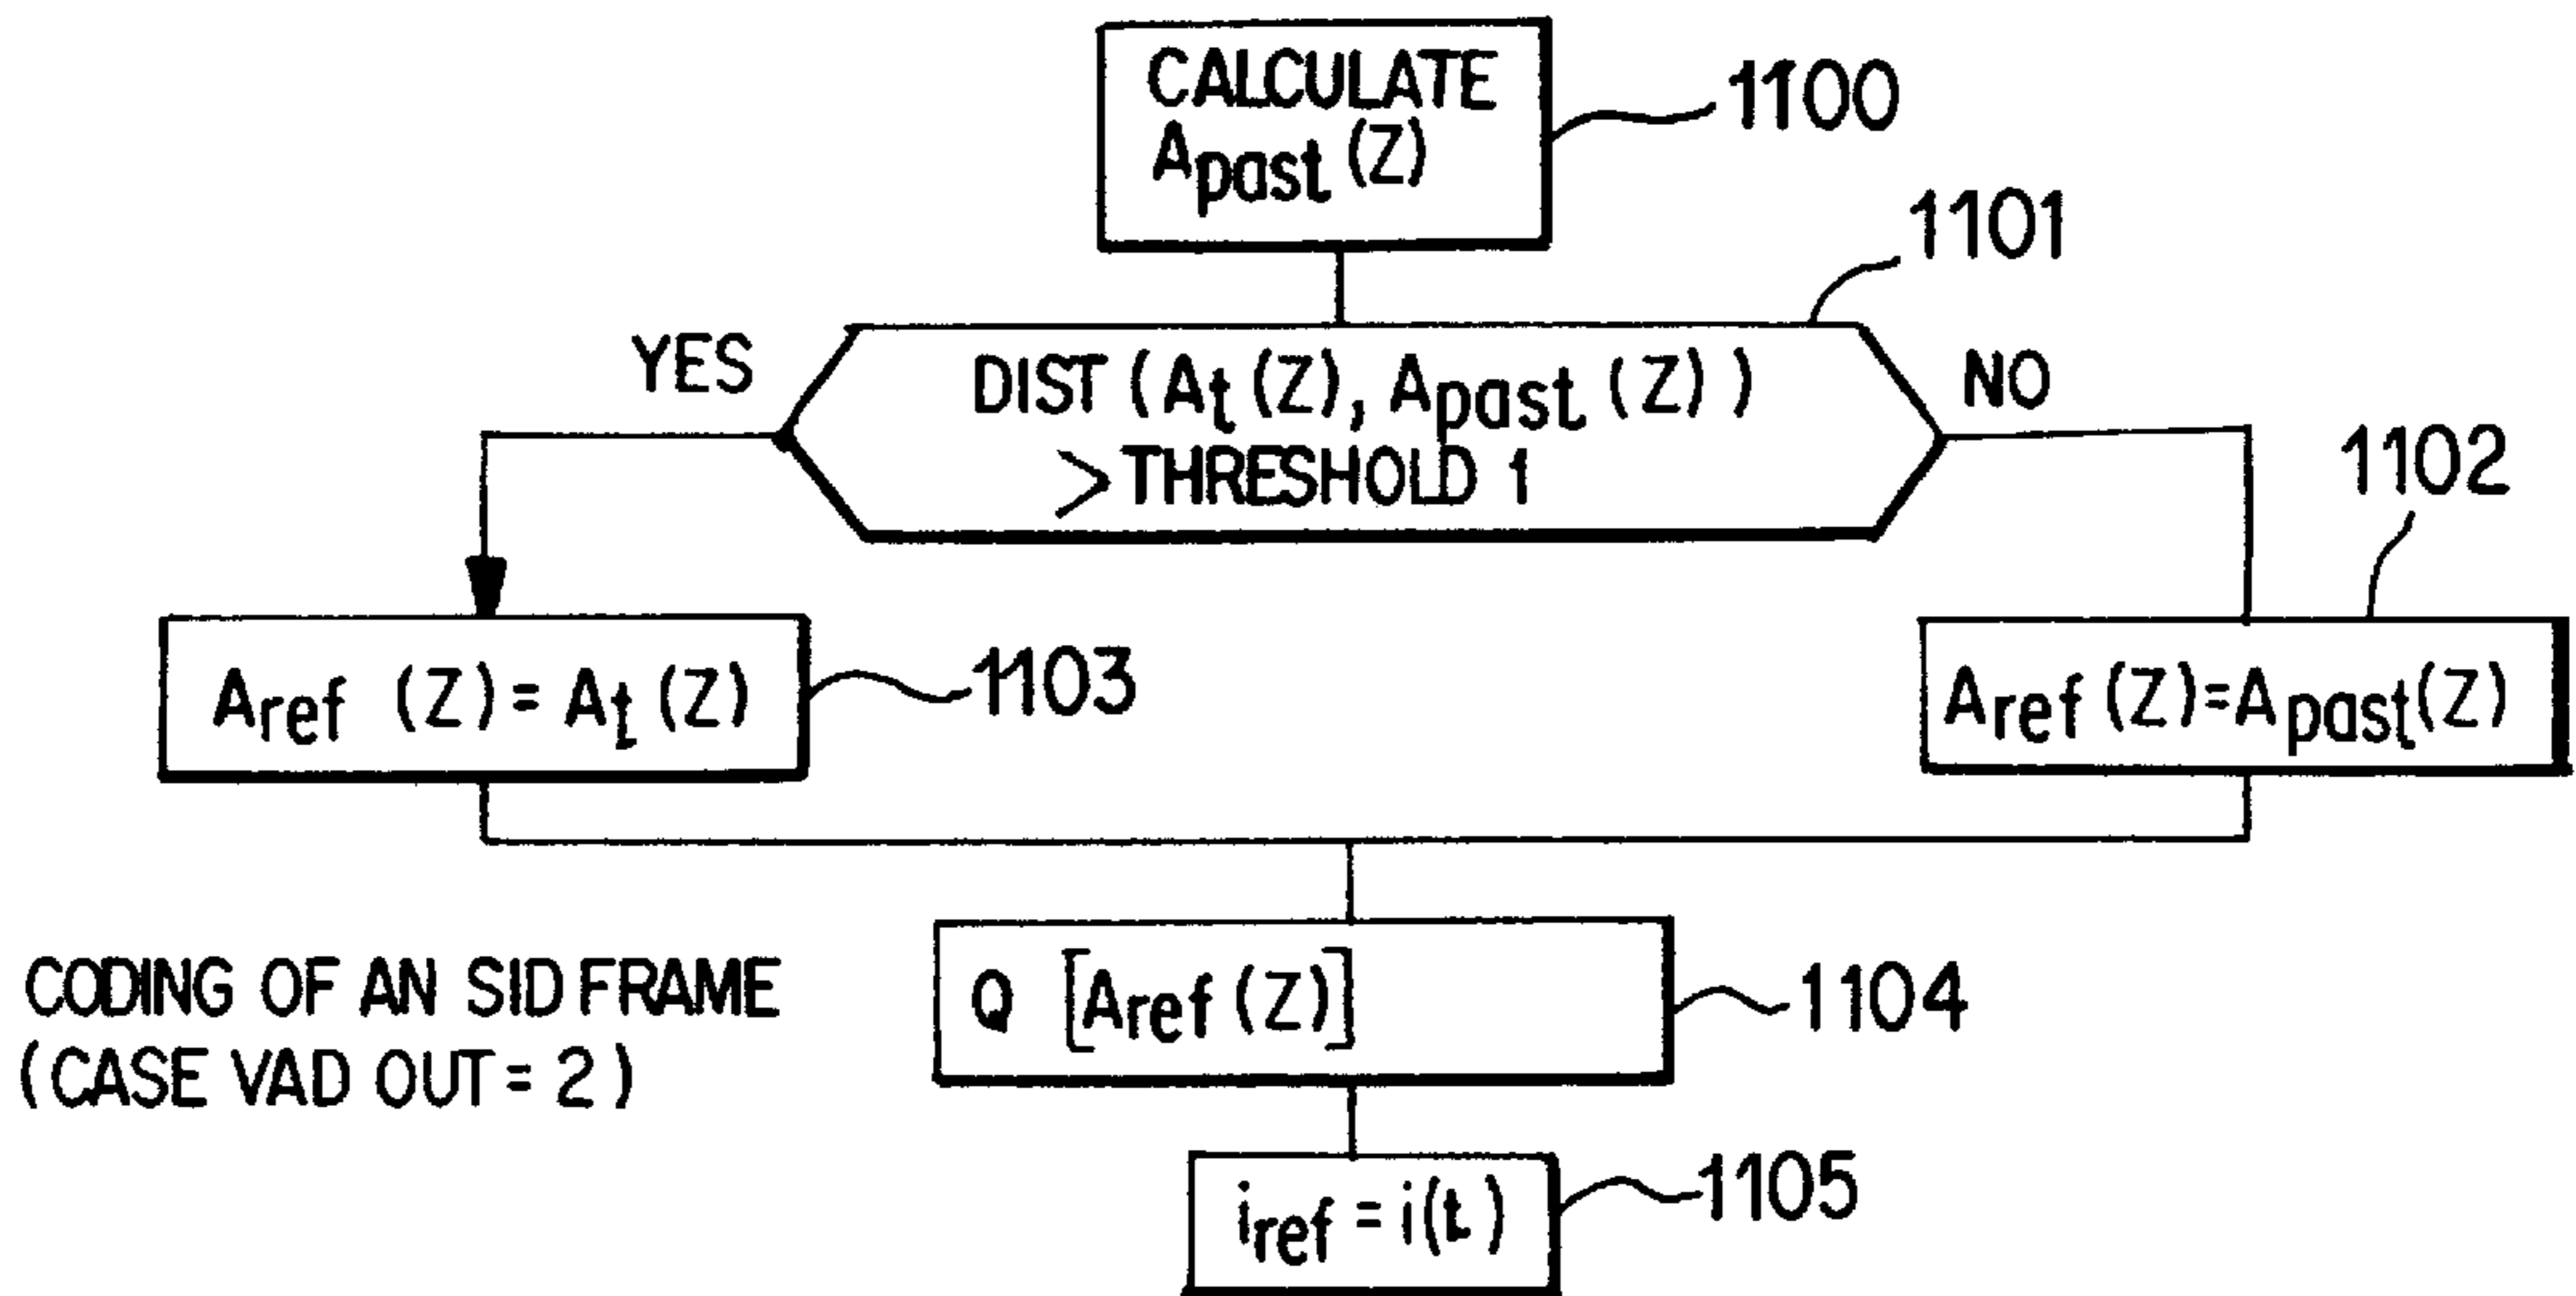 CALCULATE
Apast (Z)
1100
1101
YES
DIST (At (Z), Apast (Z))
> THRESHOLD 1
NO
1102
Aref (Z) = At (Z)
1103
Aref (Z) = Apast (Z)
CODING OF AN SID FRAME
(CASE VAD OUT = 2)
Q [Aref (Z)]
1104
iref = i(t)
1105